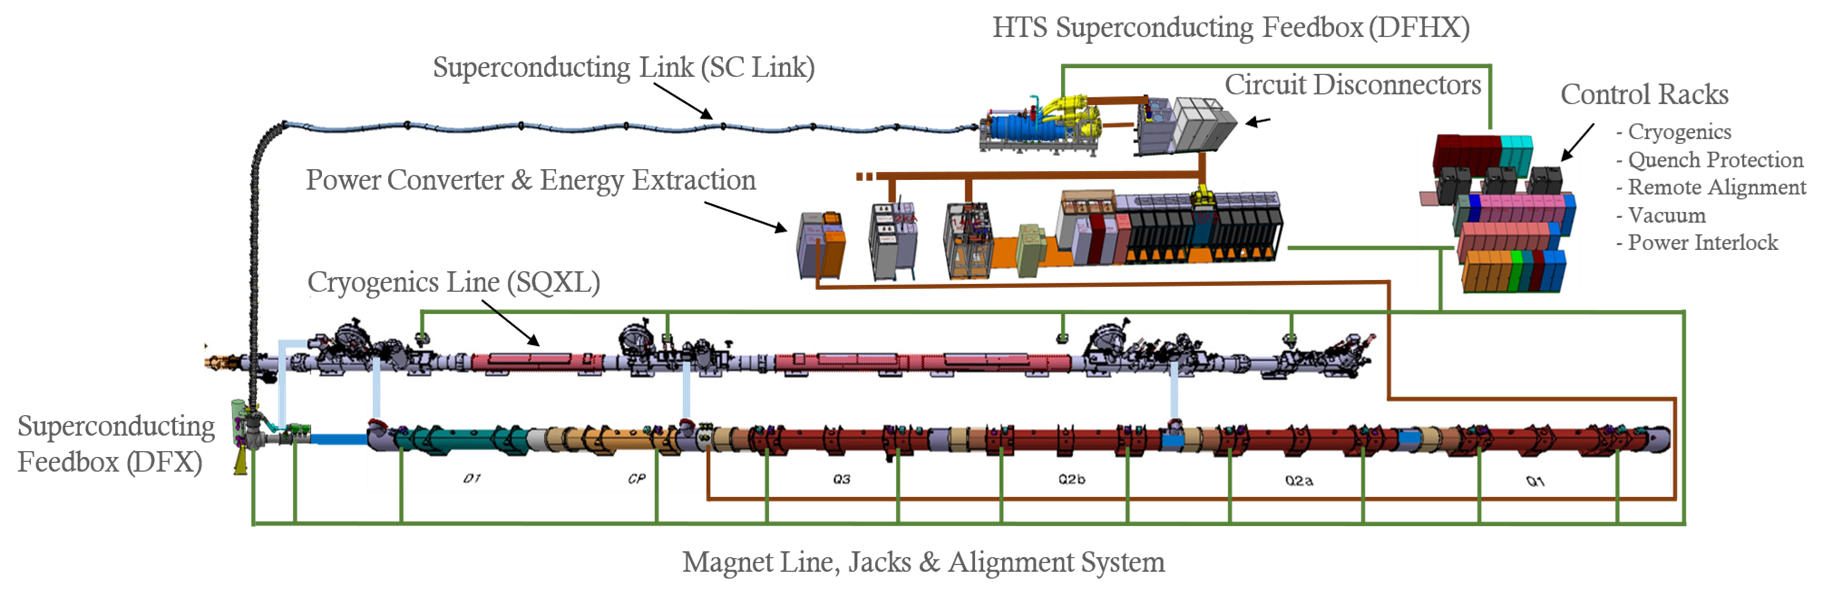 HTS Superconducting Feedbox (DFHX)
Superconducting Link (SC Link)
Circuit Disconnectors
Control Racks
- Cryogenics
- Quench Protection
- Remote Alignment
- Vacuum
- Power Interlock
Power Converter & Energy Extraction
Cryogenics Line (SQXL)
Superconducting
Feedbox (DFX)
D1
CP
Q3
Q2b
Q2a
Q1
Magnet Line, Jacks & Alignment System